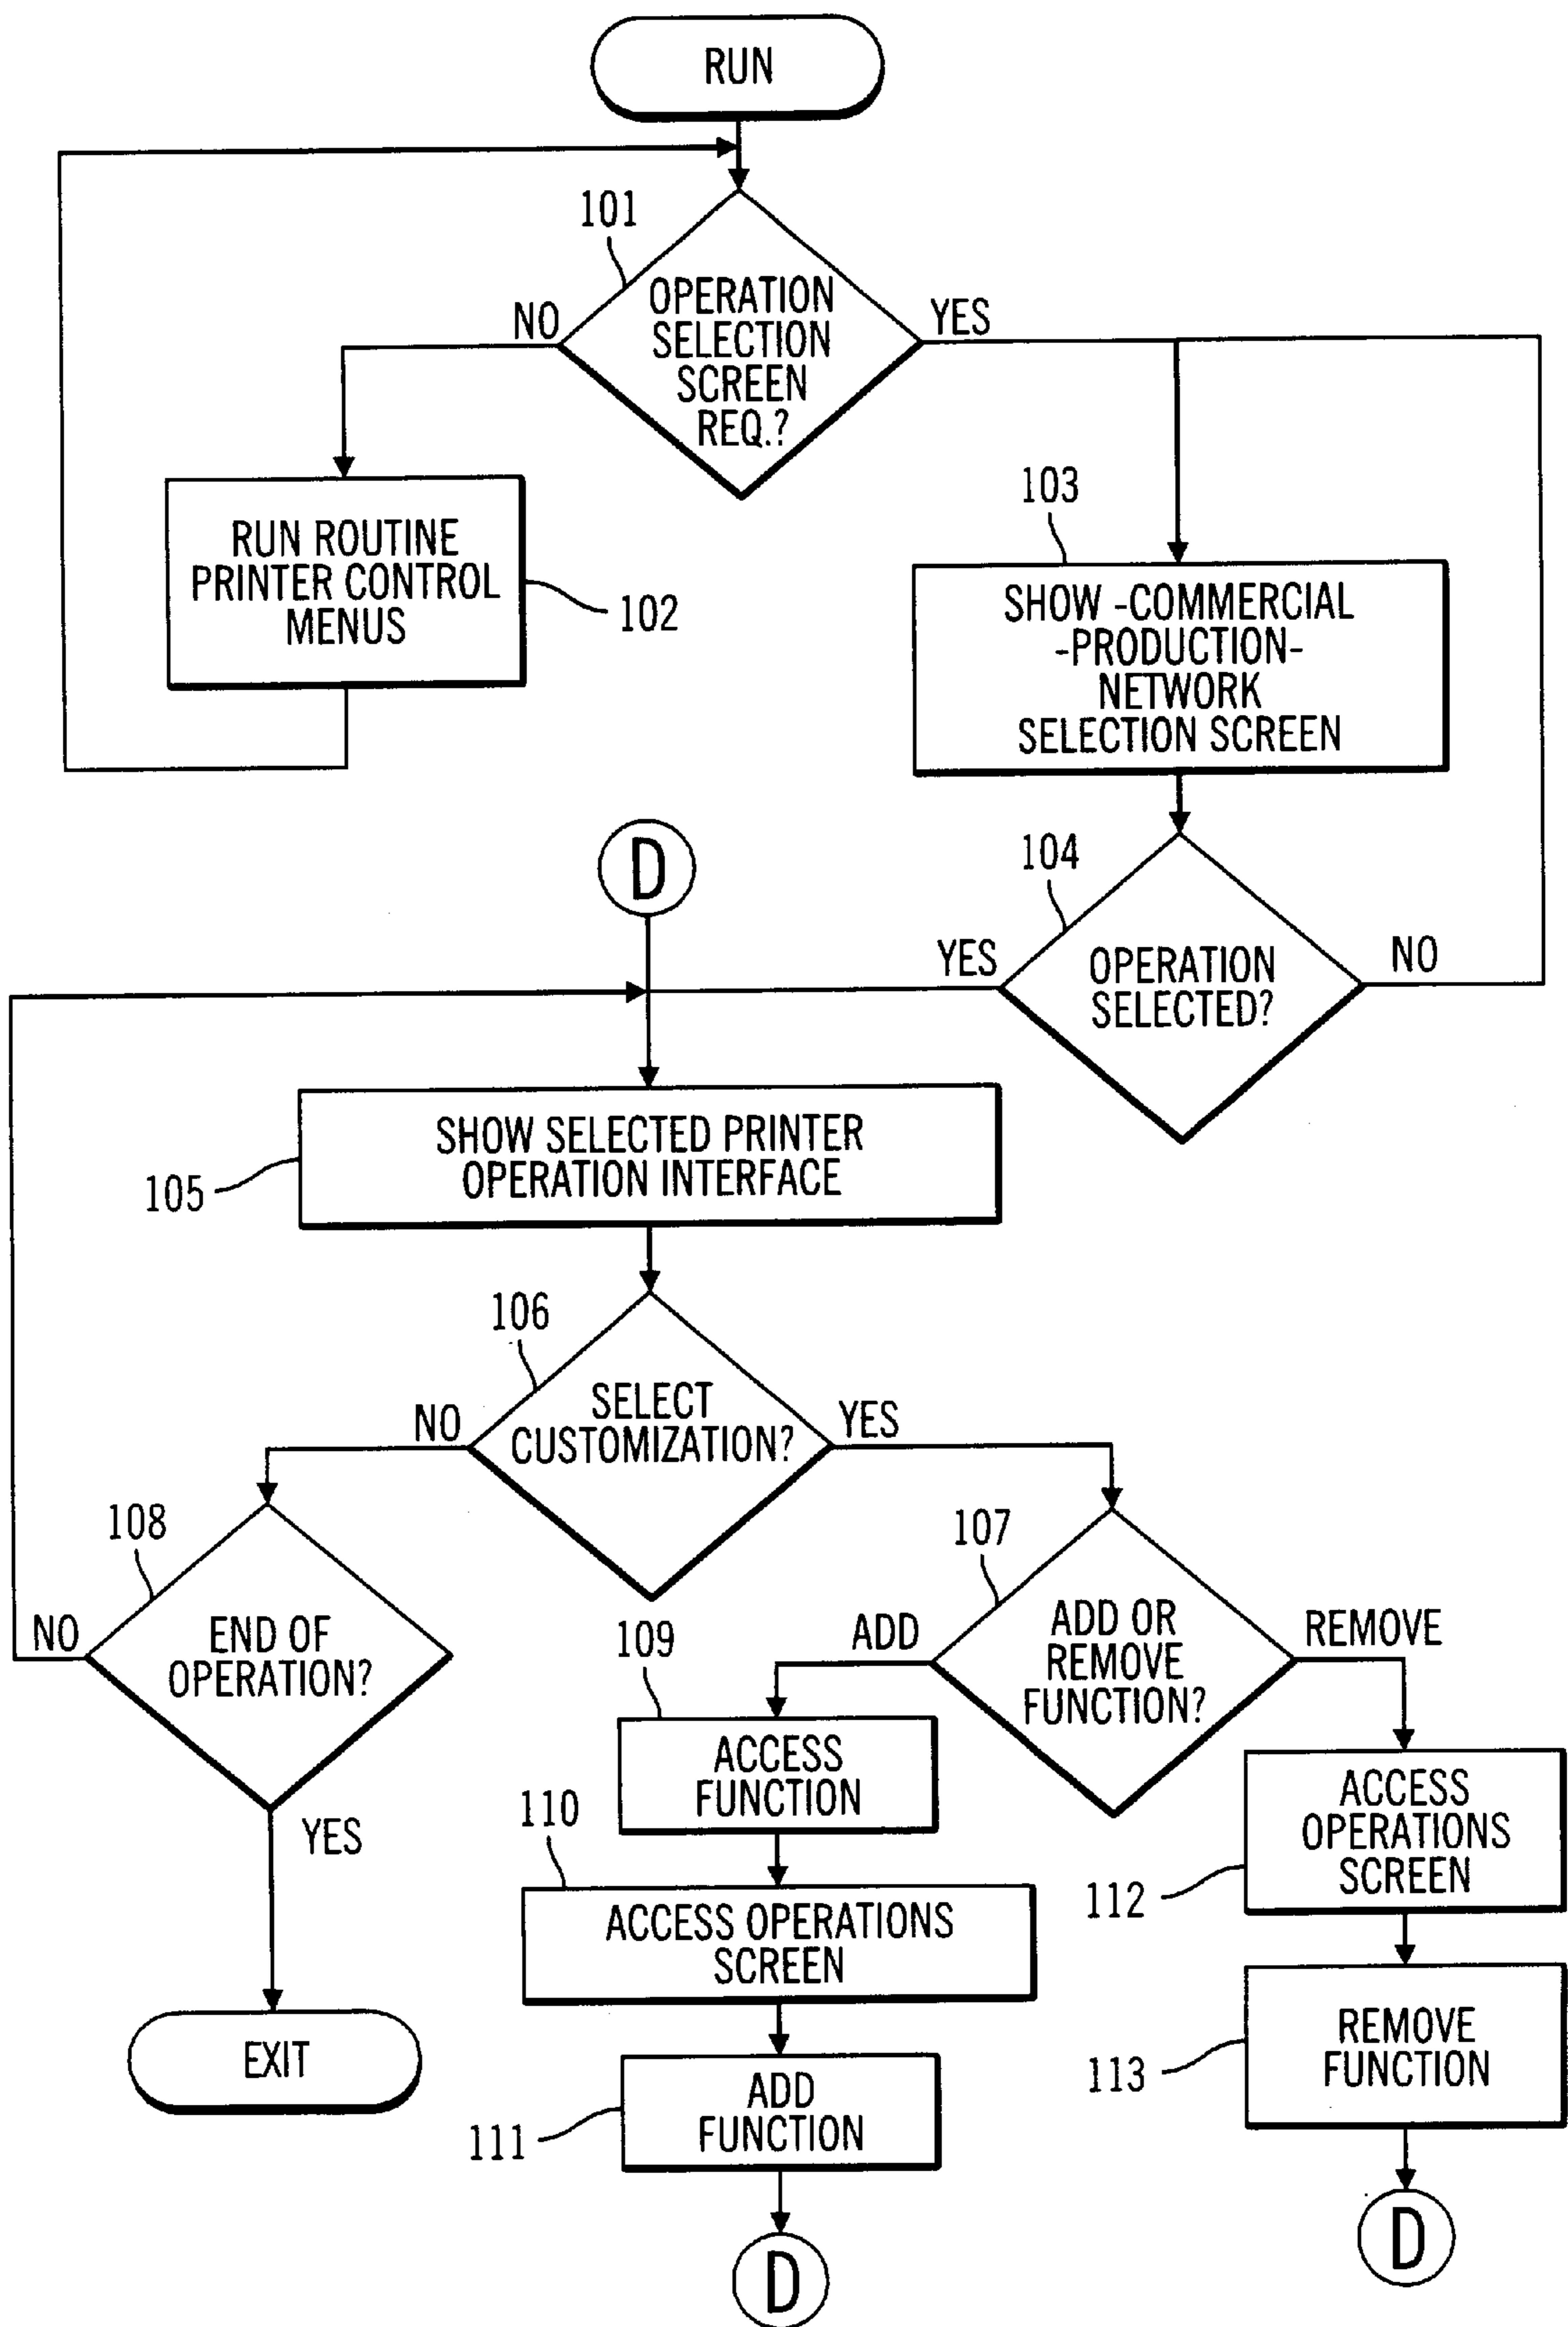 RUN
101
OPERATION
SELECTION
SCREEN
REQ.?
NO
YES
RUN ROUTINE
PRINTER CONTROL
MENUS
102
103
SHOW -COMMERCIAL
-PRODUCTION-
NETWORK
SELECTION SCREEN
D
104
OPERATION
SELECTED?
YES
NO
SHOW SELECTED PRINTER
OPERATION INTERFACE
105
106
SELECT
CUSTOMIZATION?
NO
YES
108
END OF
OPERATION?
NO
YES
EXIT
107
ADD OR
REMOVE
FUNCTION?
ADD
REMOVE
109
ACCESS
FUNCTION
110
ACCESS OPERATIONS
SCREEN
111
ADD
FUNCTION
D
ACCESS
OPERATIONS
SCREEN
112
REMOVE
FUNCTION
113
D